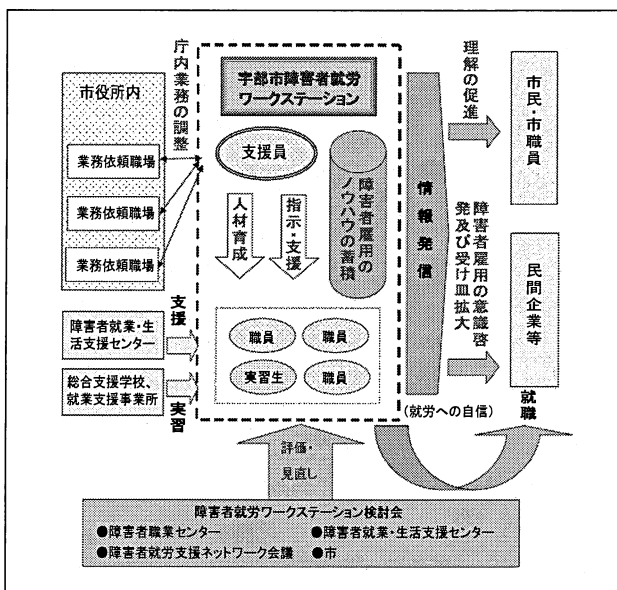 市役所内
業務依頼職場
業務依頼職場
業務依頼職場
庁内業務の調整
宇部市障害者就労
ワークステーション
支援員
人材育成
指示・支援
障害者雇用の
ノウハウの蓄積
職員
職員
実習生
職員
障害者就業・生
活支援センター
支援
総合支援学校、
就業支援事業所
実習
情報発信
理解の促進
市民・市職員
障害者雇用の意識啓
発及び受け皿拡大
民間企業等
(就労への自信)
就職
評価・
見直し
障害者就労ワークステーション検討会
●障害者職業センター
●障害者就業・生活支援センター
●障害者就労支援ネットワーク会議
●市